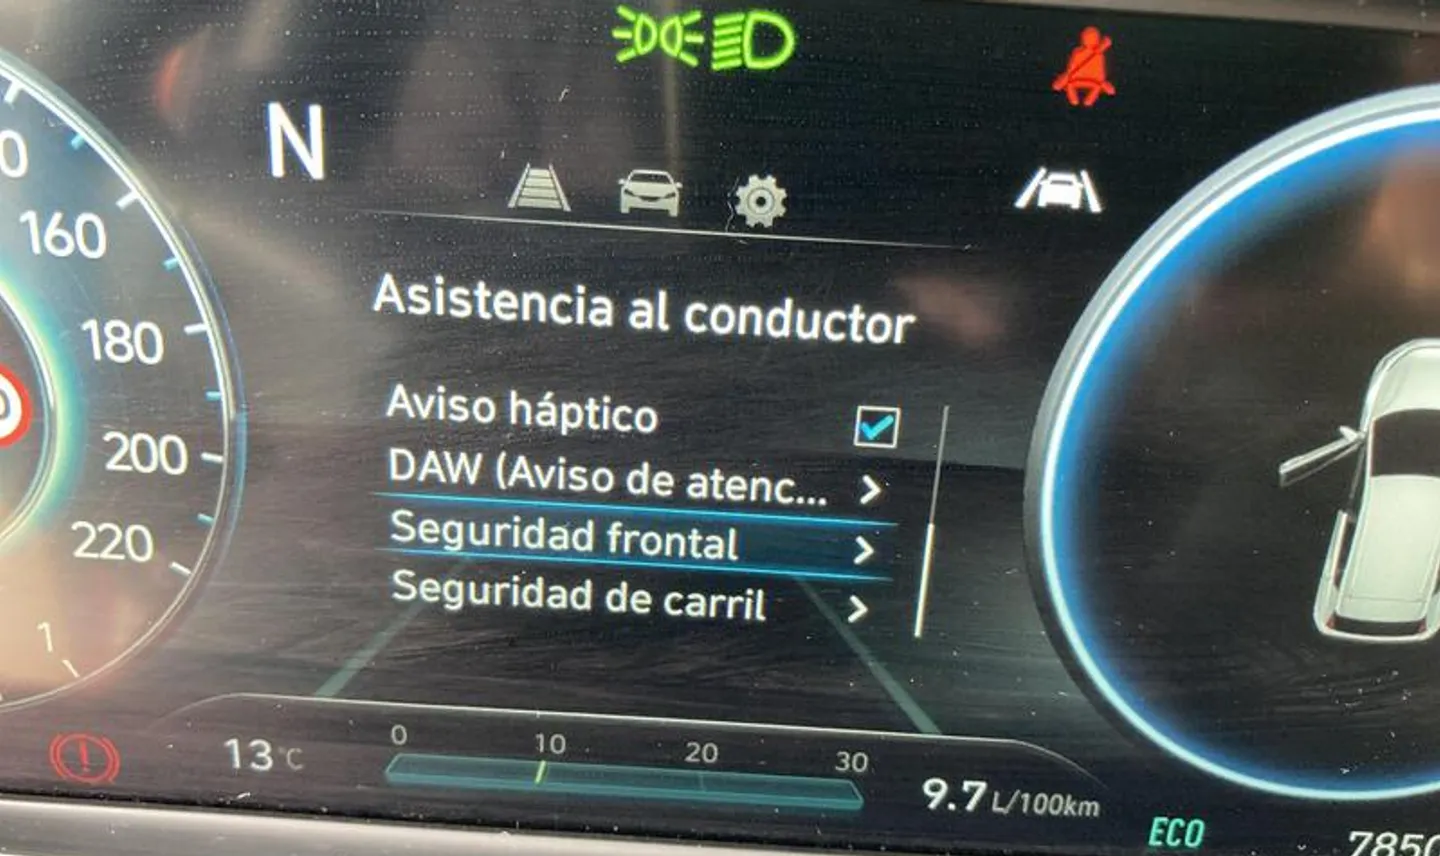 N
160
180
200
220
1
Asistencia al conductor
Aviso háptico
DAW (Aviso de atenc...
Seguridad frontal
Seguridad de carril
13 °C
0 10 20 30
9.7 L/100km
ECO